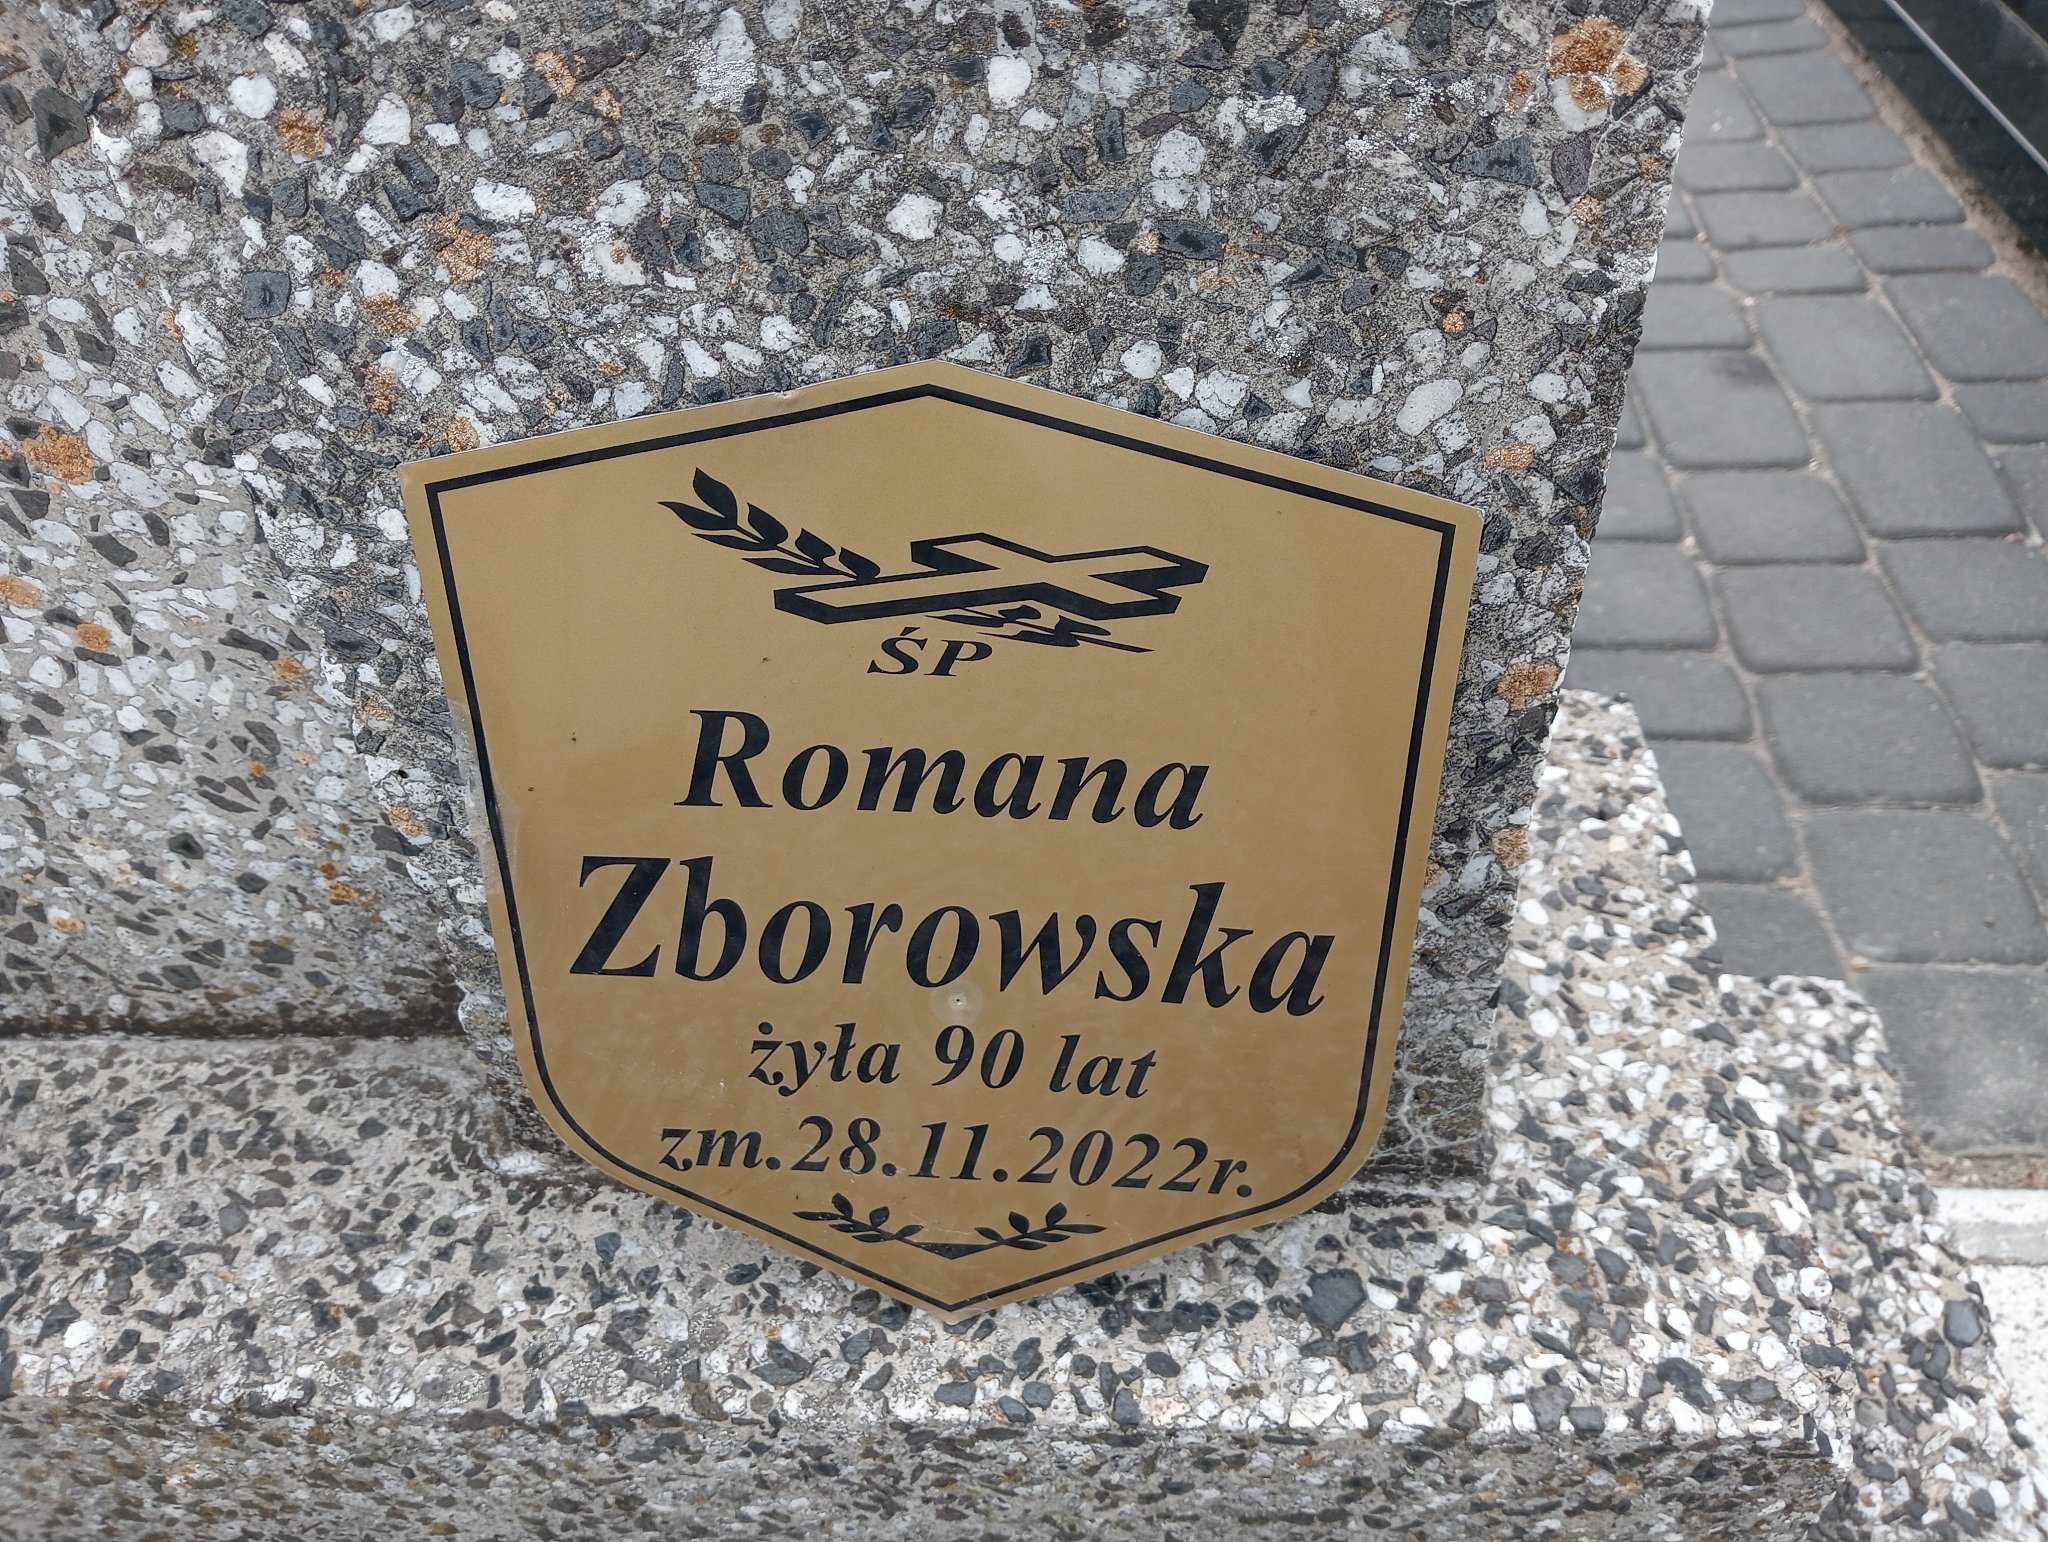 ŚP
Romana
Zborowska
żyła 90 lat
zm.28.11.2022r.